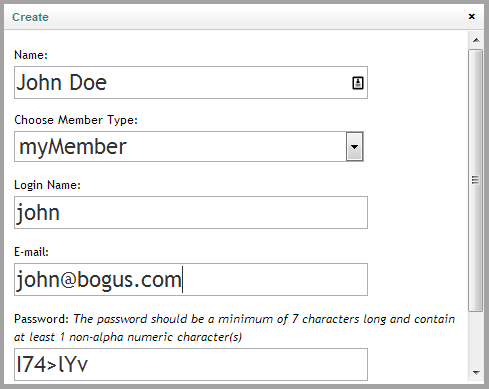 Create
Name:
John Doe
Choose Member Type:
myMember
Login Name:
john
E-mail:
john@bogus.com
Password: The password should be a minimum of 7 characters long and contain
at least 1 non-alpha numeric character(s)
I74>lYv